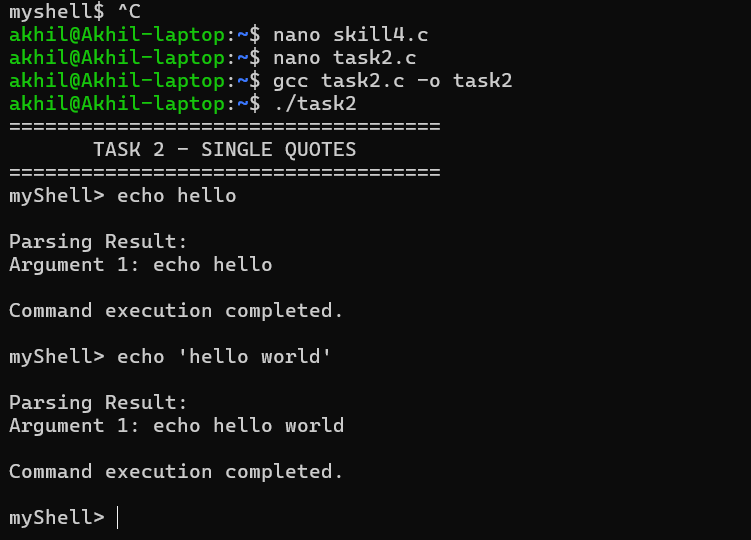 myshell$ ^C
akhil@Akhil-laptop:~$ nano skill4.c
akhil@Akhil-laptop:~$ nano task2.c
akhil@Akhil-laptop:~$ gcc task2.c -o task2
akhil@Akhil-laptop:~$ ./task2
====================================
       TASK 2 - SINGLE QUOTES
====================================
myShell> echo hello

Parsing Result:
Argument 1: echo hello

Command execution completed.

myShell> echo 'hello world'

Parsing Result:
Argument 1: echo hello world

Command execution completed.

myShell>